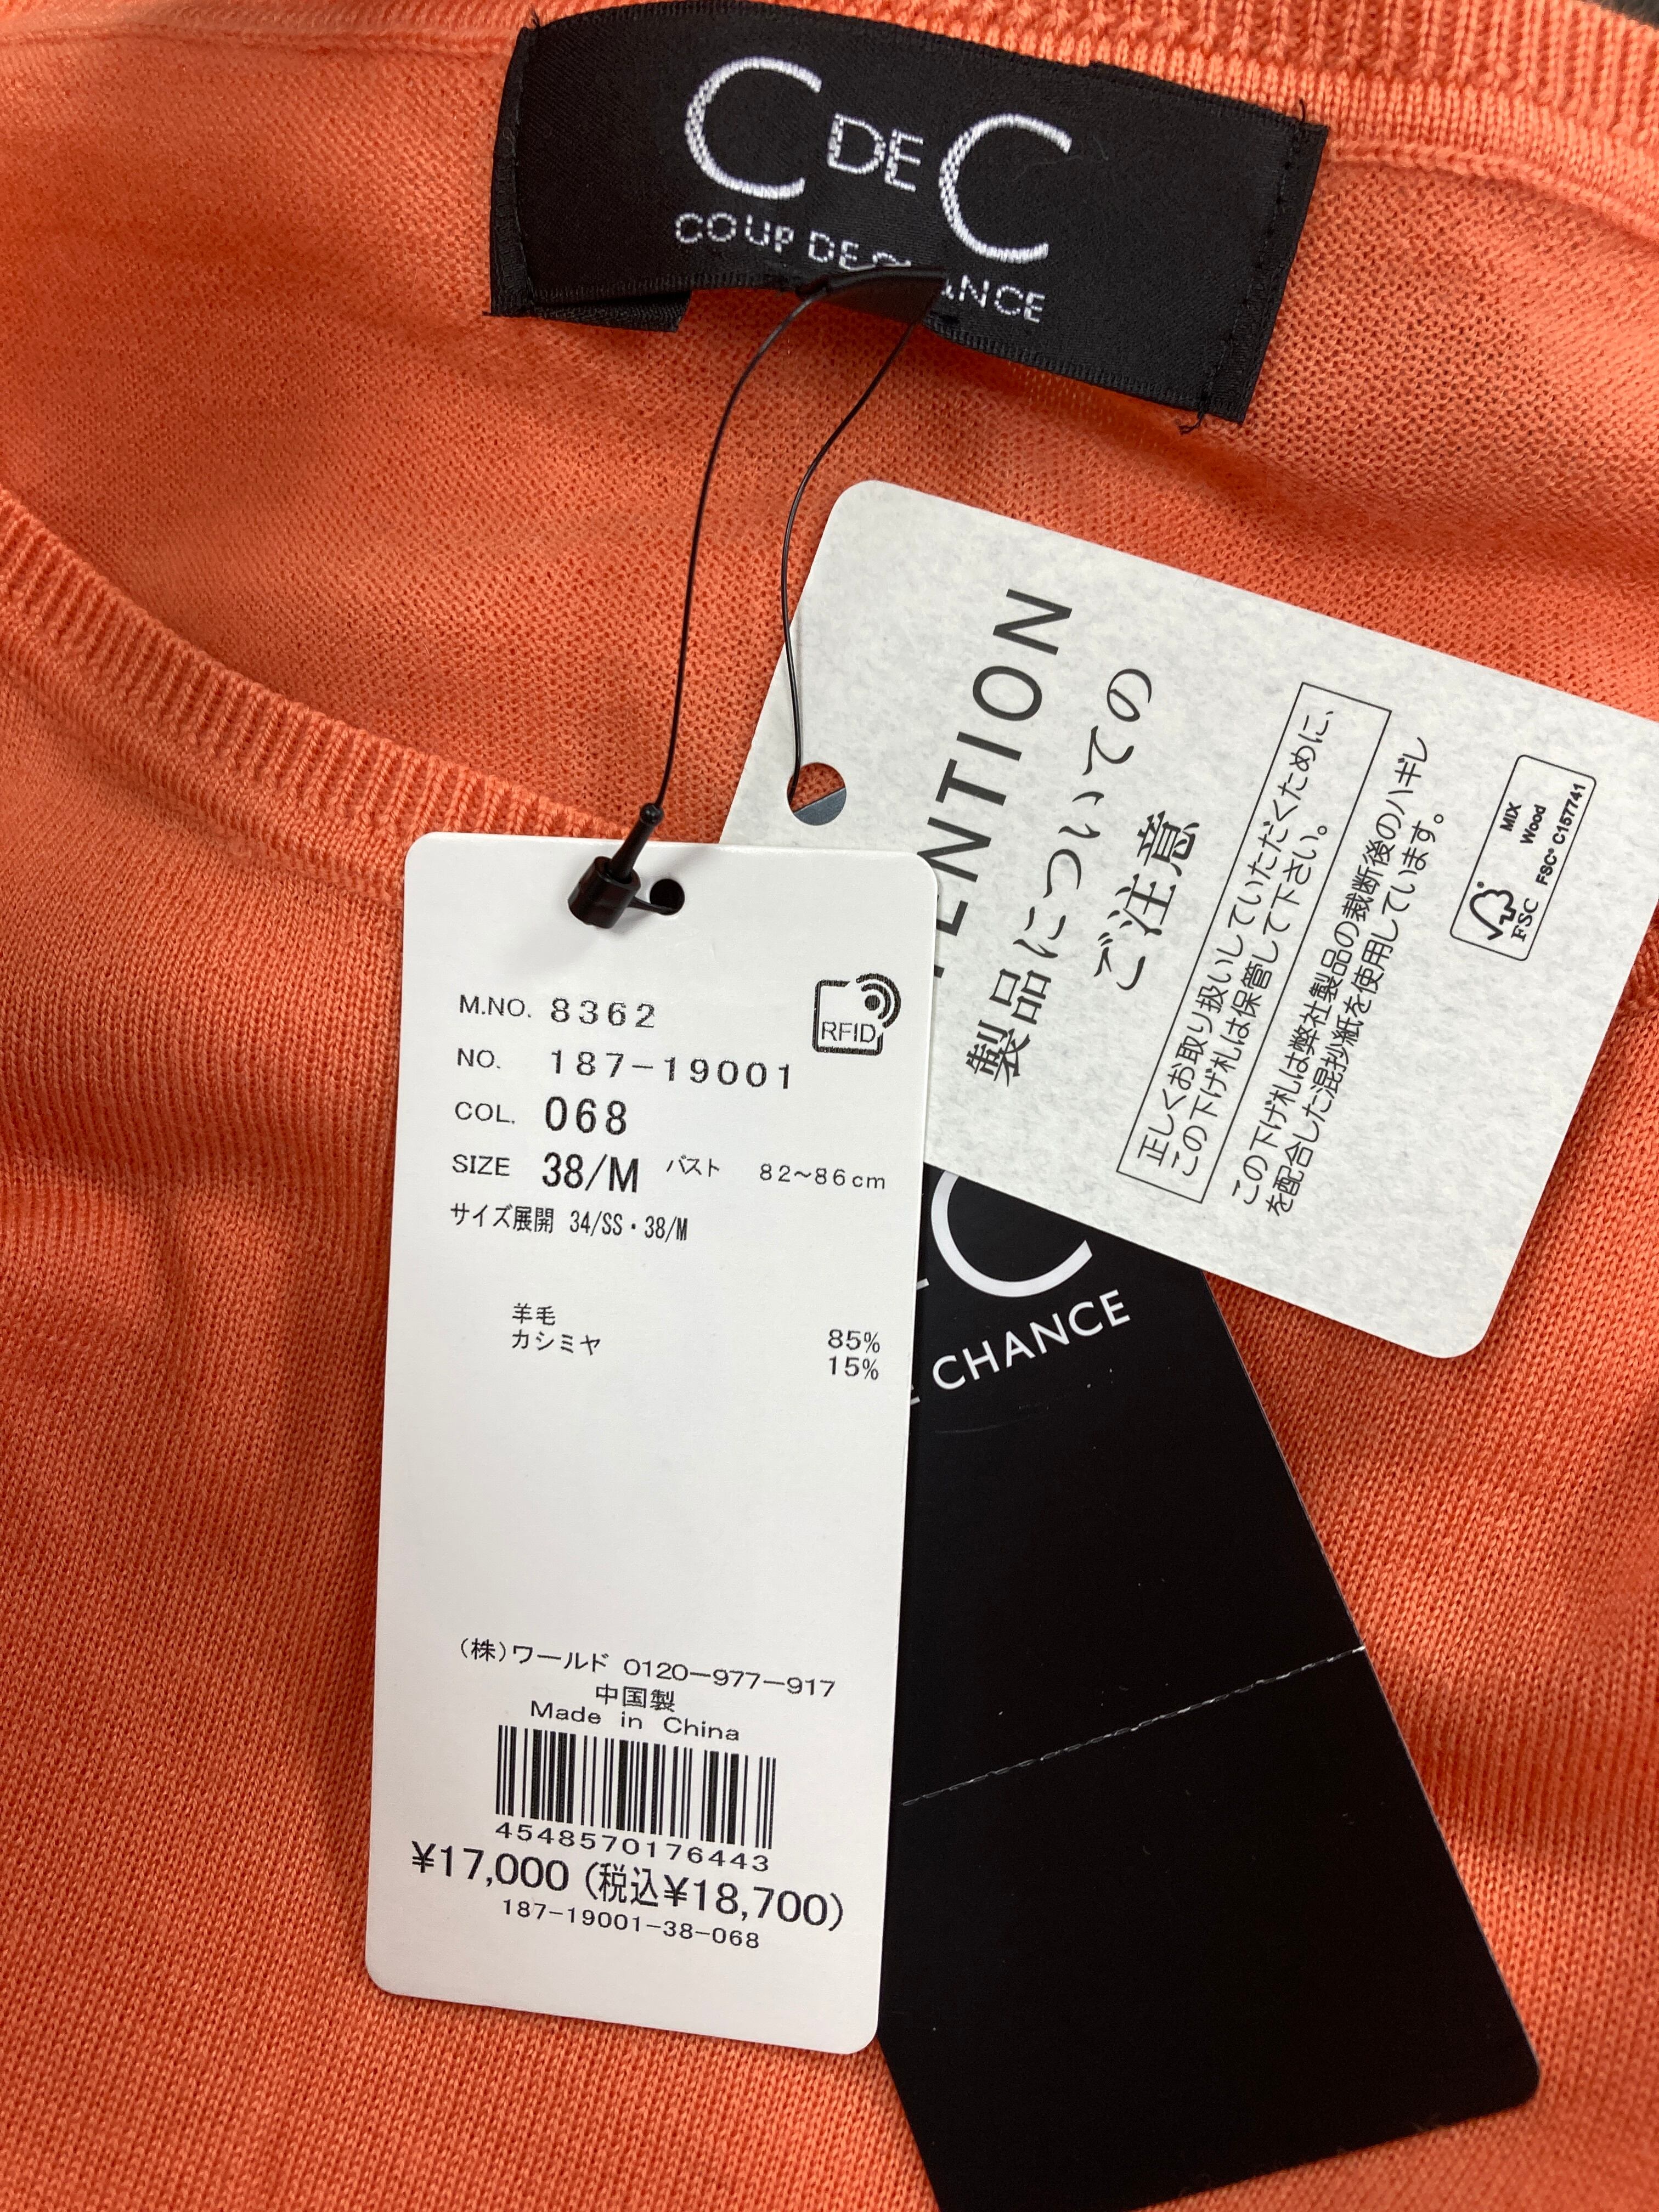 C DE C
COUP DE CHANCE
ATTENTION
製品についての
ご注意
正しくお取り扱いしていただくために、
この下げ札は保管して下さい。
この下げ札は弊社製品の裁断後のハギレ
を配合した混抄紙を使用しています。
FSC
MIX
Wood
FSC® C157741
M.NO. 8362
RFID
NO. 187-19001
COL. 068
SIZE 38/M バスト 82~86cm
サイズ展開 34/SS・38/M
羊毛 85%
カシミヤ 15%
(株)ワールド 0120-977-917
中国製
Made in China
4548570176443
¥17,000 (税込¥18,700)
187-19001-38-068
C
CHANCE